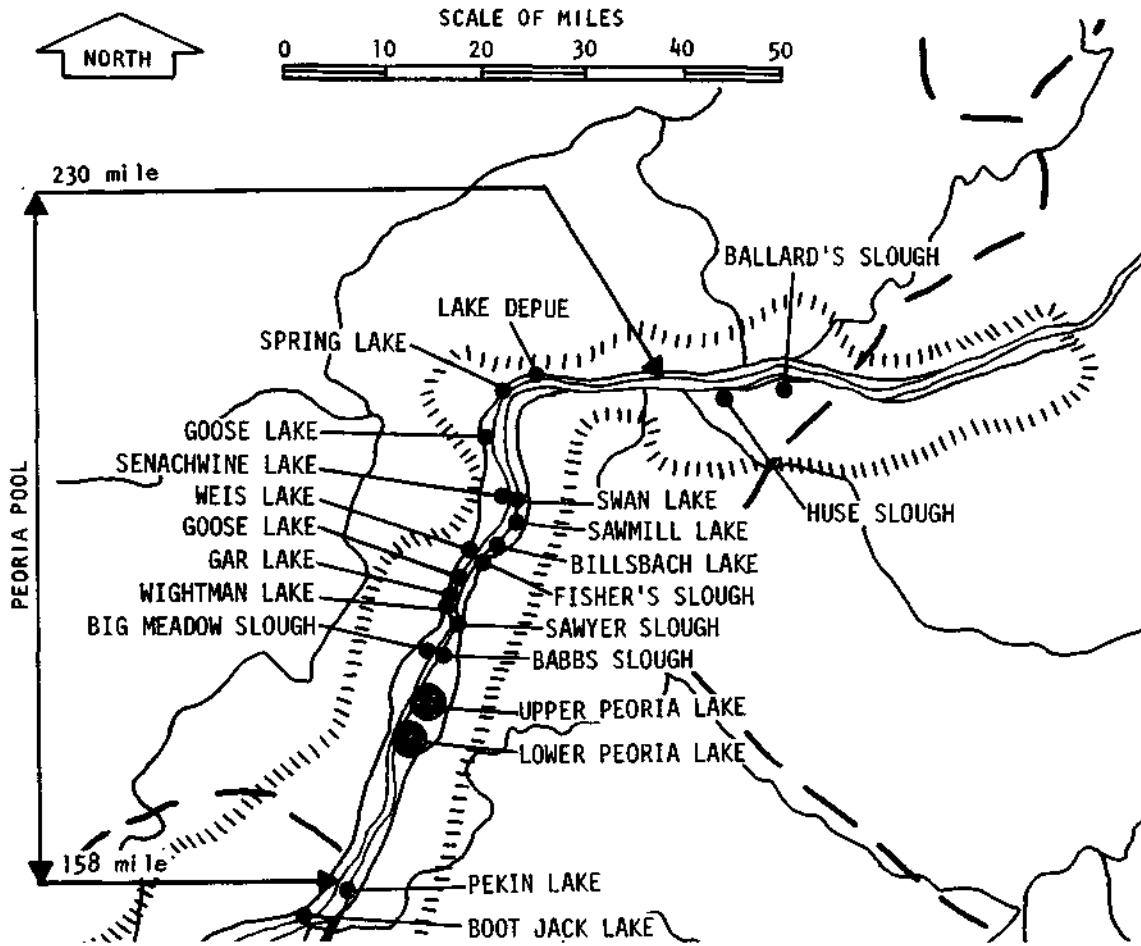 SCALE OF MILES
NORTH
0 10 20 30 40 50
230 mile
BALLARD'S SLOUGH
LAKE DEPUE
SPRING LAKE
GOOSE LAKE
SENACHWINE LAKE
SWAN LAKE
HUSE SLOUGH
WEIS LAKE
SAWMILL LAKE
GOOSE LAKE
BILLSBACH LAKE
GAR LAKE
FISHER'S SLOUGH
WIGHTMAN LAKE
SAWYER SLOUGH
BIG MEADOW SLOUGH
BABBS SLOUGH
PEORIA POOL
UPPER PEORIA LAKE
LOWER PEORIA LAKE
158 mile
PEKIN LAKE
BOOT JACK LAKE